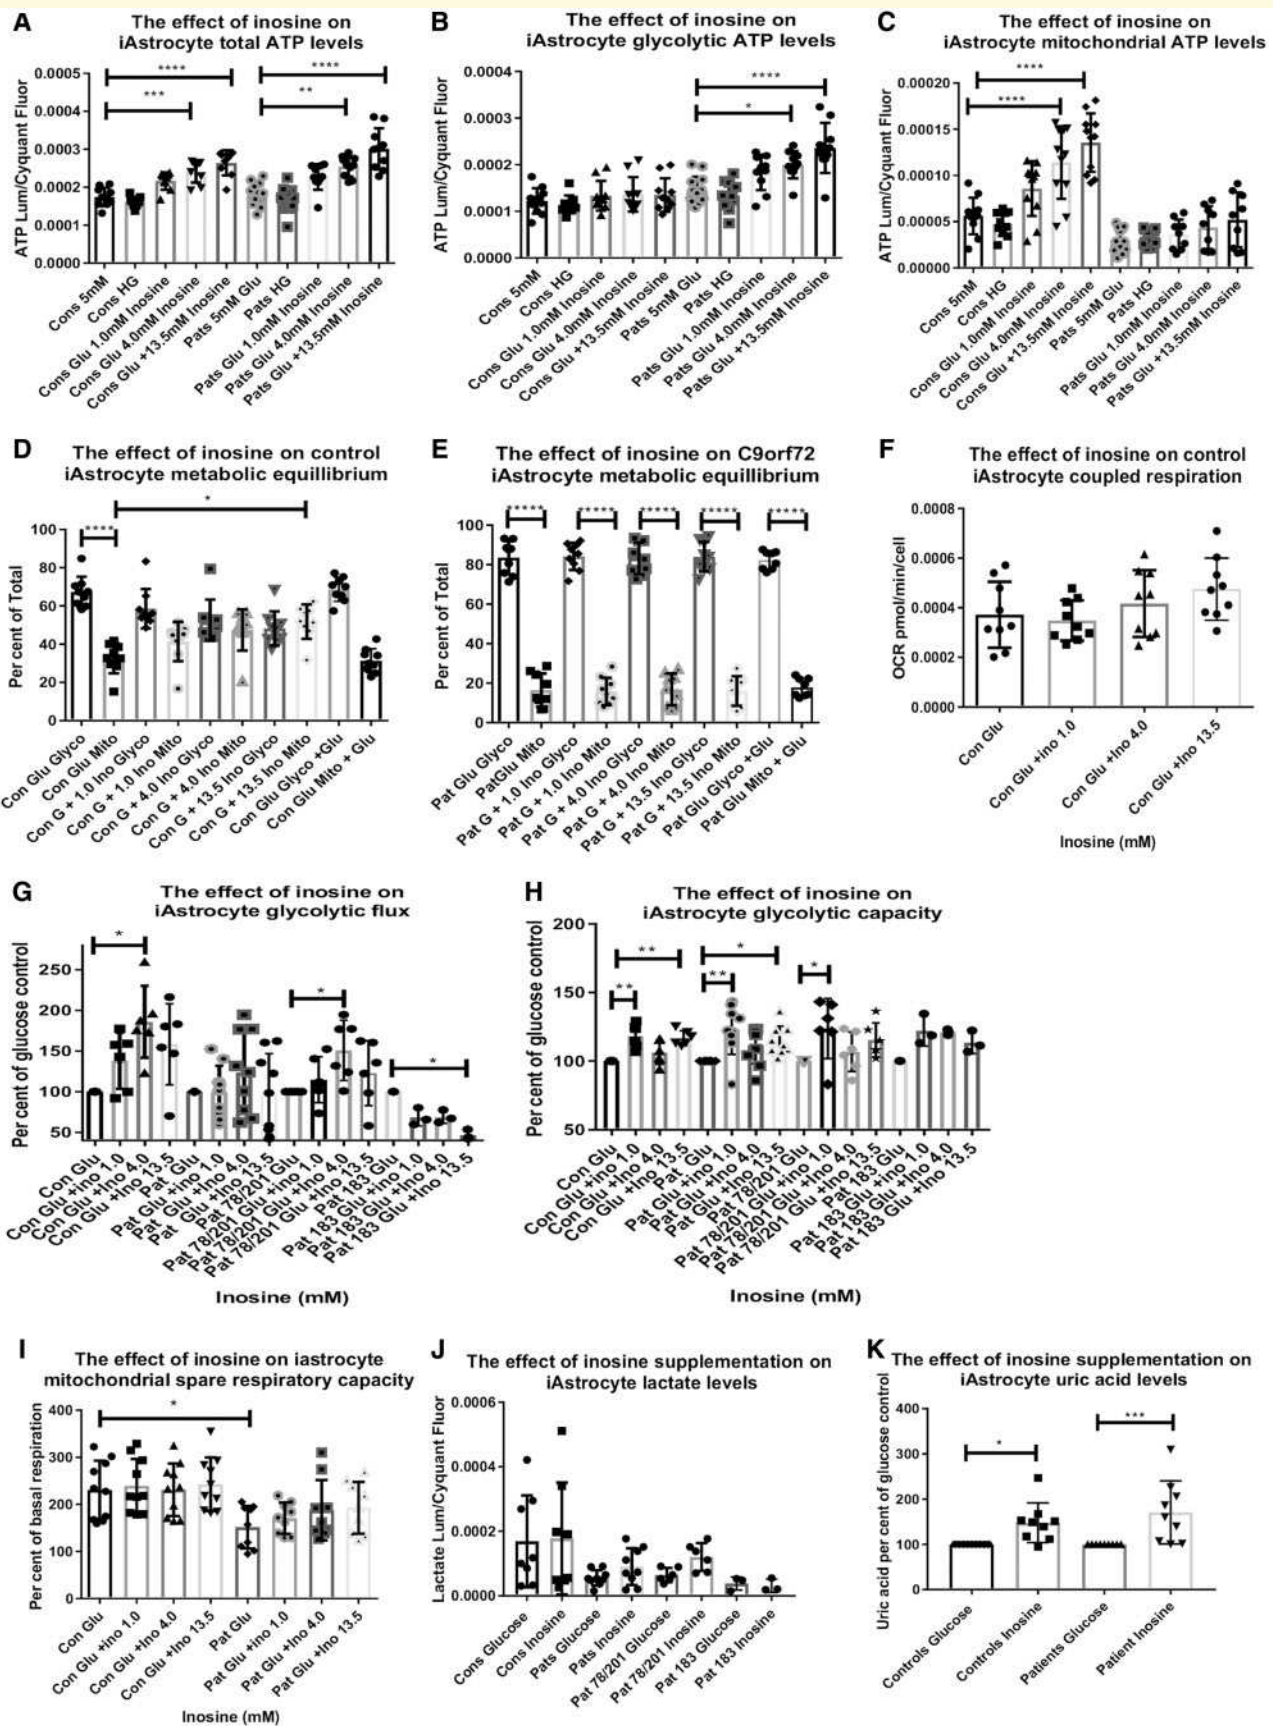 A
The effect of inosine on
iAstrocyte total ATP levels
ATP Lum/Cyquant Fluor
0.0005
0.0004
0.0003
0.0002
0.0001
0.0000
****
***
****
**
Cons 5mM
Cons HG
Cons Glu 1.0mM Inosine
Cons Glu 4.0mM Inosine
Cons Glu +13.5mM Inosine
Pats 5mM Glu
Pats HG
Pats Glu 1.0mM Inosine
Pats Glu 4.0mM Inosine
Pats Glu +13.5mM Inosine
B
The effect of inosine on
iAstrocyte glycolytic ATP levels
ATP Lum/Cyquant Fluor
0.0004
0.0003
0.0002
0.0001
0.0000
****
*
Cons 5mM
Cons HG
Cons Glu 1.0mM Inosine
Cons Glu 4.0mM Inosine
Cons Glu +13.5mM Inosine
Pats 5mM Glu
Pats HG
Pats Glu 1.0mM Inosine
Pats Glu 4.0mM Inosine
Pats Glu +13.5mM Inosine
C
The effect of inosine on
iAstrocyte mitochondrial ATP levels
ATP Lum/Cyquant Fluor
0.00020
0.00015
0.00010
0.00005
0.00000
****
****
Cons 5mM
Cons HG
Cons Glu 1.0mM Inosine
Cons Glu 4.0mM Inosine
Cons Glu +13.5mM Inosine
Pats 5mM Glu
Pats HG
Pats Glu 1.0mM Inosine
Pats Glu 4.0mM Inosine
Pats Glu +13.5mM Inosine
D
The effect of inosine on control
iAstrocyte metabolic equillibrium
Per cent of Total
100
80
60
40
20
0
****
*
Con Glu Glyco
Con Glu Mito
Con G + 1.0 Ino Glyco
Con G + 1.0 Ino Mito
Con G + 4.0 Ino Glyco
Con G + 4.0 Ino Mito
Con G + 13.5 Ino Glyco
Con G + 13.5 Ino Mito
Con Glu Glyco +Glu
Con Glu Mito + Glu
E
The effect of inosine on C9orf72
iAstrocyte metabolic equillibrium
Per cent of Total
100
80
60
40
20
0
*****
*****
*****
*****
*****
Pat Glu Glyco
PatGlu Mito
Pat G + 1.0 Ino Glyco
Pat G + 1.0 Ino Mito
Pat G + 4.0 Ino Glyco
Pat G + 4.0 Ino Mito
Pat G + 13.5 Ino Glyco
Pat G + 13.5 Ino Mito
Pat Glu Glyco +Glu
Pat Glu Mito + Glu
F
The effect of inosine on control
iAstrocyte coupled respiration
OCR pmol/min/cell
0.0008
0.0006
0.0004
0.0002
0.0000
Con Glu
Con Glu +ino 1.0
Con Glu +Ino 4.0
Con Glu +Ino 13.5
Inosine (mM)
G
The effect of inosine on
iAstrocyte glycolytic flux
Per cent of glucose control
250
200
150
100
50
*
*
*
Con Glu
Con Glu +ino 1.0
Con Glu +Ino 4.0
Con Glu +Ino 13.5
Pat Glu
Pat Glu +ino 1.0
Pat Glu +Ino 4.0
Pat Glu +Ino 13.5
Pat 78/201 Glu
Pat 78/201 Glu +ino 1.0
Pat 78/201 Glu +Ino 4.0
Pat 78/201 Glu +Ino 13.5
Pat 183 Glu
Pat 183 Glu +ino 1.0
Pat 183 Glu +Ino 4.0
Pat 183 Glu +Ino 13.5
Inosine (mM)
H
The effect of inosine on
iAstrocyte glycolytic capacity
Per cent of glucose control
200
150
100
50
**
**
**
*
*
Con Glu
Con Glu +ino 1.0
Con Glu +Ino 4.0
Con Glu +Ino 13.5
Pat Glu
Pat Glu +ino 1.0
Pat Glu +Ino 4.0
Pat Glu +Ino 13.5
Pat 78/201 Glu
Pat 78/201 Glu +ino 1.0
Pat 78/201 Glu +Ino 4.0
Pat 78/201 Glu +Ino 13.5
Pat 183 Glu
Pat 183 Glu +ino 1.0
Pat 183 Glu +Ino 4.0
Pat 183 Glu +Ino 13.5
Inosine (mM)
I
The effect of inosine on iastrocyte
mitochondrial spare respiratory capacity
Per cent of basal respiration
400
300
200
100
0
*
Con Glu
Con Glu +ino 1.0
Con Glu +Ino 4.0
Con Glu +Ino 13.5
Pat Glu
Pat Glu +ino 1.0
Pat Glu +Ino 4.0
Pat Glu +Ino 13.5
Inosine (mM)
J
The effect of inosine supplementation on
iAstrocyte lactate levels
Lactate Lum/Cyquant Fluor
0.0006
0.0004
0.0002
0.0000
Cons Glucose
Cons Inosine
Pats Glucose
Pats Inosine
Pat 78/201 Glucose
Pat 78/201 Inosine
Pat 183 Glucose
Pat 183 Inosine
K
The effect of inosine supplementation on
iAstrocyte uric acid levels
Uric acid per cent of glucose control
400
300
200
100
0
*
***
Controls Glucose
Controls Inosine
Patients Glucose
Patient Inosine